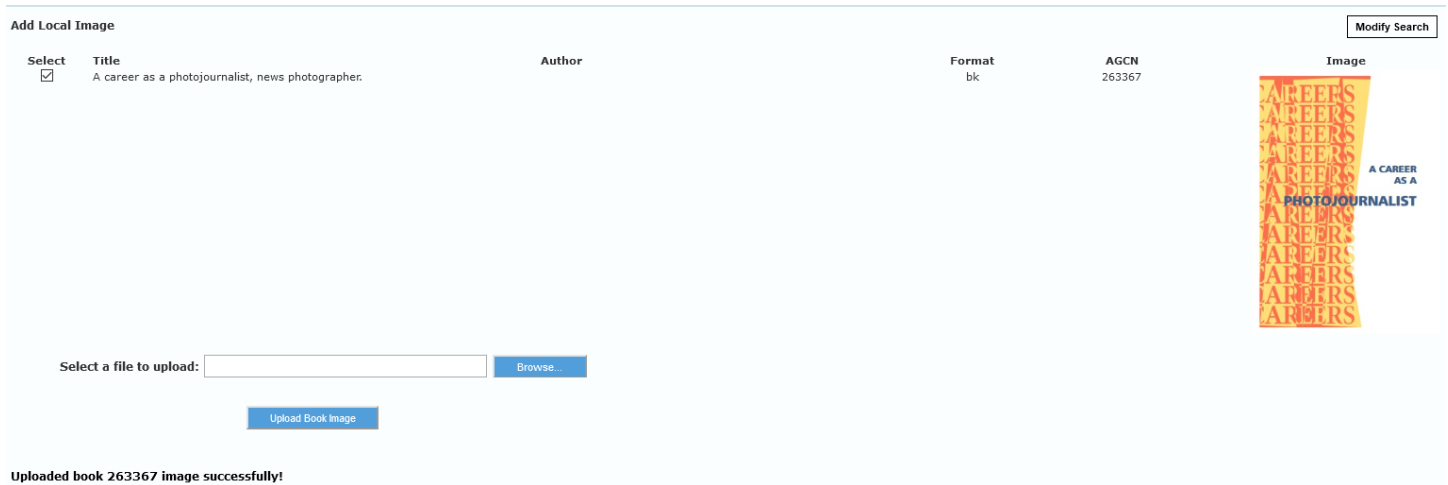 Add Local Image
Modify Search
Select Title Author Format AGCN Image
A career as a photojournalist, news photographer. bk 263367
CAREERS
CAREERS
CAREERS
CAREERS
CAREERS
CAREERS
CAREERS
CAREERS
CAREERS
CAREERS
CAREERS
CAREERS
A CAREER
AS A
PHOTOJOURNALIST
Select a file to upload: Browse...
Upload Book Image
Uploaded book 263367 image successfully!